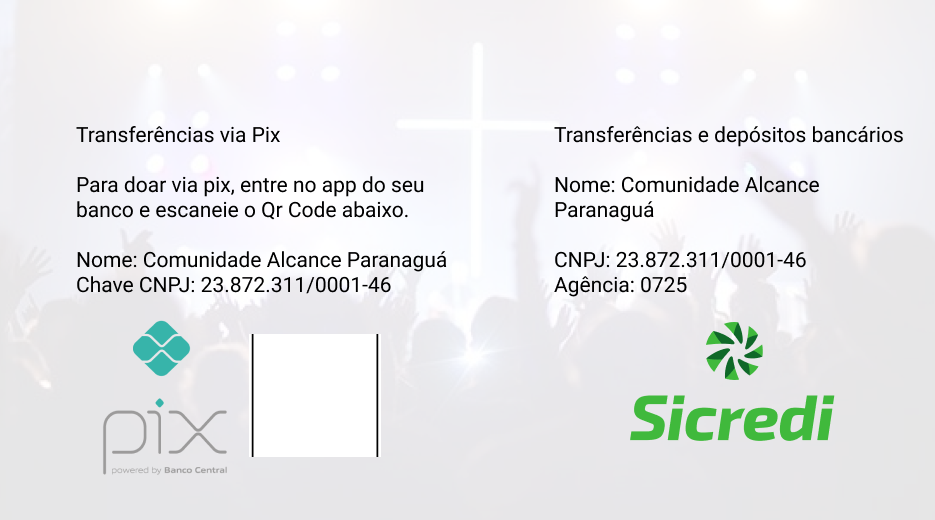 Transferências via Pix
Para doar via pix, entre no app do seu
banco e escaneie o Qr Code abaixo.
Nome: Comunidade Alcance Paranaguá
Chave CNPJ: 23.872.311/0001-46
pix
powered by Banco Central
Transferências e depósitos bancários
Nome: Comunidade Alcance
Paranaguá
CNPJ: 23.872.311/0001-46
Agência: 0725
Sicredi